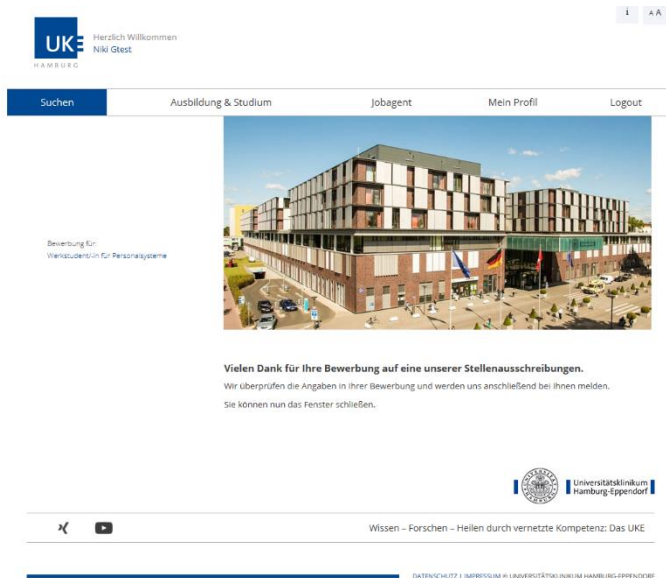 i A A
UKE
HAMBURG
Herzlich Willkommen
Niki Gtest
Suchen Ausbildung & Studium Jobagent Mein Profil Logout
Bewerbung für:
Werkstudent/-in für Personalsysteme
Vielen Dank für Ihre Bewerbung auf eine unserer Stellenausschreibungen.
Wir überprüfen die Angaben in Ihrer Bewerbung und werden uns anschließend bei Ihnen melden.
Sie können nun das Fenster schließen.
Universitätsklinikum
Hamburg-Eppendorf
Wissen – Forschen – Heilen durch vernetzte Kompetenz: Das UKE
DATENSCHUTZ | IMPRESSUM © UNIVERSITÄTSKLINIKUM HAMBURG-EPPENDORF